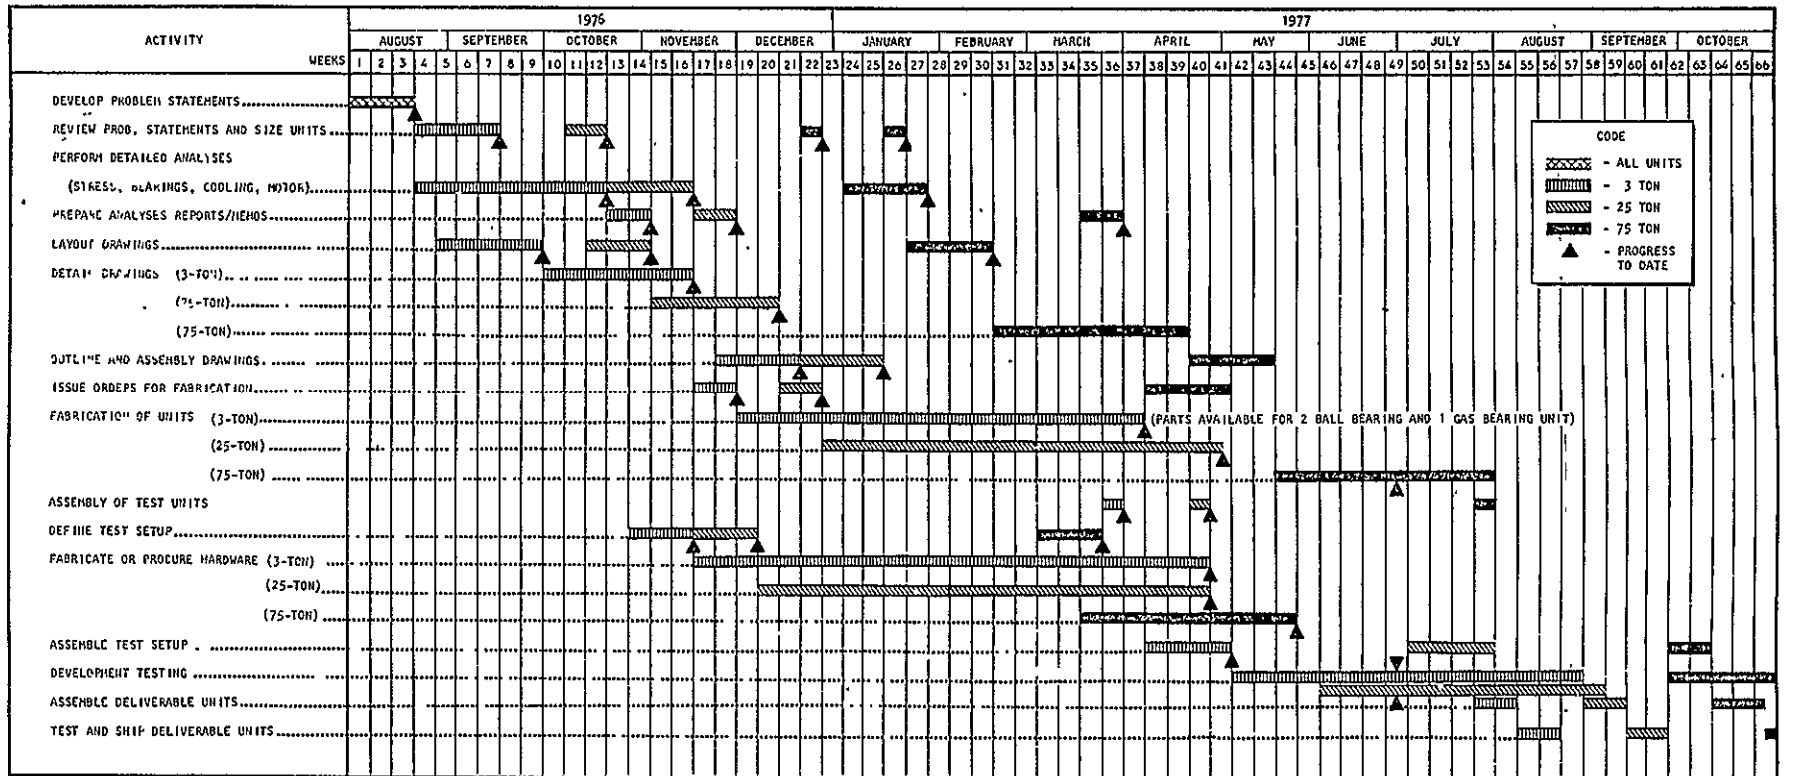 1976 1977
ACTIVITY
AUGUST SEPTEMBER OCTOBER NOVEMBER DECEMBER JANUARY FEBRUARY MARCH APRIL MAY JUNE JULY AUGUST SEPTEMBER OCTOBER
WEEKS 1 2 3 4 5 6 7 8 9 10 11 12 13 14 15 16 17 18 19 20 21 22 23 24 25 26 27 28 29 30 31 32 33 34 35 36 37 38 39 40 41 42 43 44 45 46 47 48 49 50 51 52 53 54 55 56 57 58 59 60 61 62 63 64 65 66
DEVELOP PROBLEM STATEMENTS
REVIEW PROB. STATEMENTS AND SIZE UNITS
PERFORM DETAILED ANALYSES
(STRESS, BEARINGS, COOLING, MOTOR)
PREPARE ANALYSES REPORTS/MEMOS
LAYOUT DRAWINGS
DETAIL DRAWINGS (3-TON)
(25-TON)
(75-TON)
OUTLINE AND ASSEMBLY DRAWINGS
ISSUE ORDERS FOR FABRICATION
FABRICATION OF UNITS (3-TON) (PARTS AVAILABLE FOR 2 BALL BEARING AND 1 GAS BEARING UNIT)
(25-TON)
(75-TON)
ASSEMBLY OF TEST UNITS
DEFINE TEST SETUP
FABRICATE OR PROCURE HARDWARE (3-TON)
(25-TON)
(75-TON)
ASSEMBLE TEST SETUP
DEVELOPMENT TESTING
ASSEMBLE DELIVERABLE UNITS
TEST AND SHIP DELIVERABLE UNITS
CODE
- ALL UNITS
- 3 TON
- 25 TON
- 75 TON
- PROGRESS
TO DATE